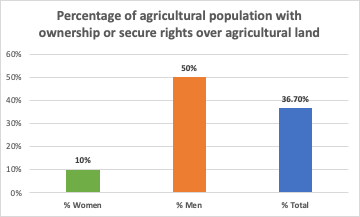 Percentage of agricultural population with
ownership or secure rights over agricultural land
60%
50%
40%
30%
20%
10%
0%
10%
50%
36.70%
% Women
% Men
% Total